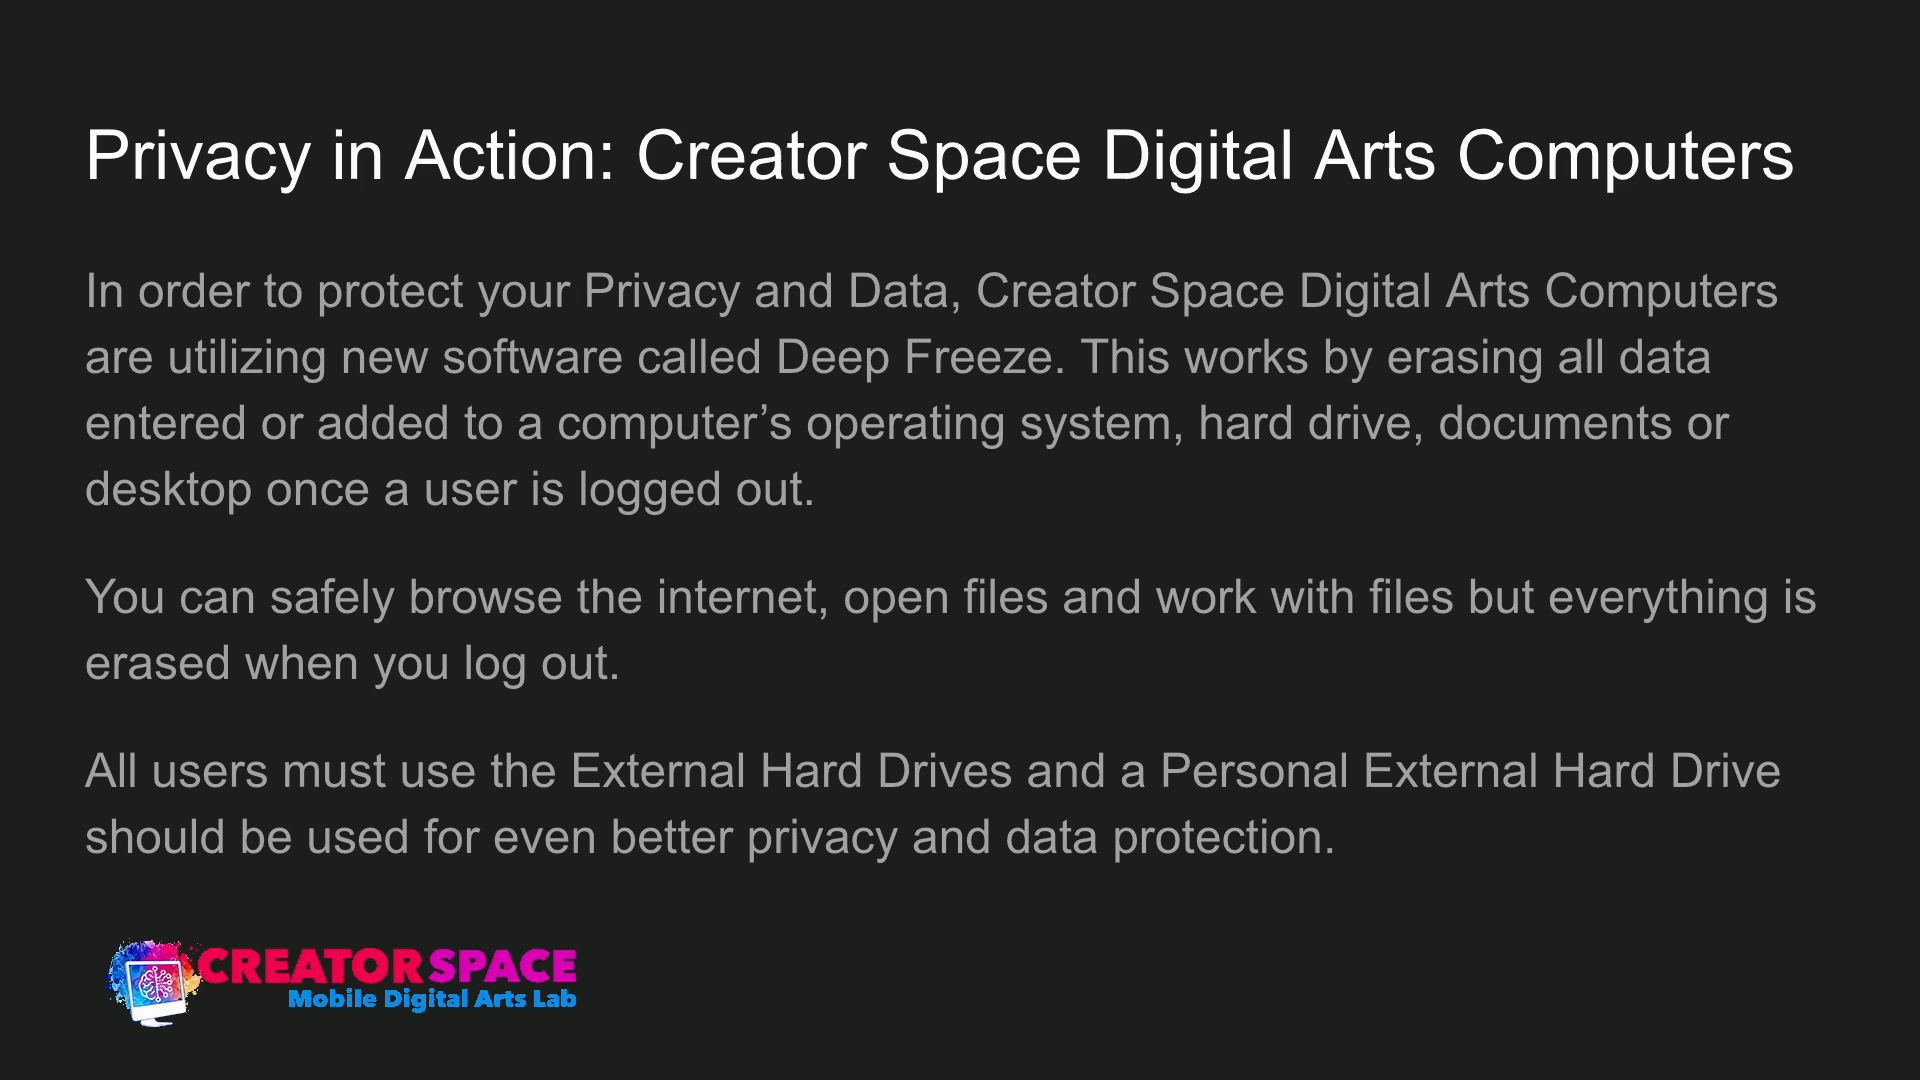 Privacy in Action: Creator Space Digital Arts Computers
In order to protect your Privacy and Data, Creator Space Digital Arts Computers
are utilizing new software called Deep Freeze. This works by erasing all data
entered or added to a computer’s operating system, hard drive, documents or
desktop once a user is logged out.
You can safely browse the internet, open files and work with files but everything is
erased when you log out.
All users must use the External Hard Drives and a Personal External Hard Drive
should be used for even better privacy and data protection.
CREATORSPACE
Mobile Digital Arts Lab